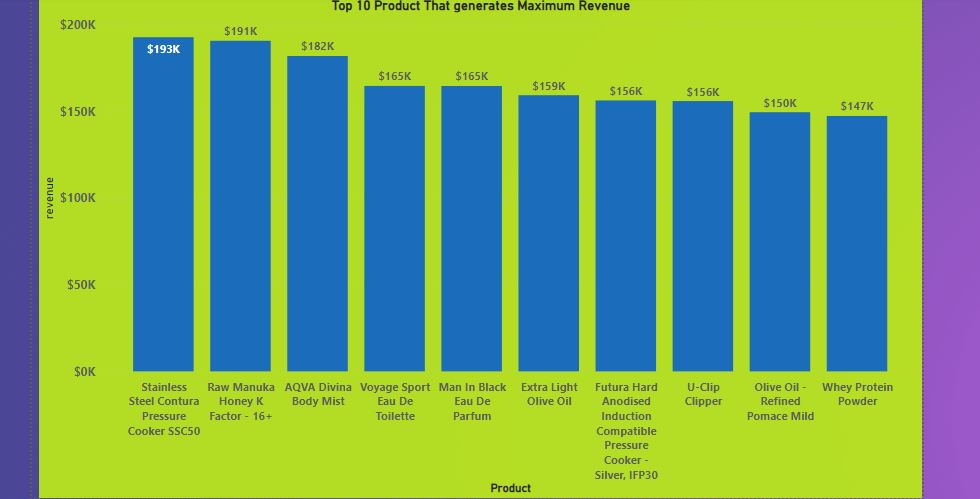 Top 10 Product That generates Maximum Revenue
$200K
$150K
$100K
$50K
$0K
revenue
$193K
$191K
$182K
$165K
$165K
$159K
$156K
$156K
$150K
$147K
Stainless
Steel Contura
Pressure
Cooker SSC50
Raw Manuka
Honey K
Factor - 16+
AQVA Divina
Body Mist
Voyage Sport
Eau De
Toilette
Man In Black
Eau De
Parfum
Extra Light
Olive Oil
Futura Hard
Anodised
Induction
Compatible
Pressure
Cooker -
Silver, IFP30
U-Clip
Clipper
Olive Oil -
Refined
Pomace Mild
Whey Protein
Powder
Product